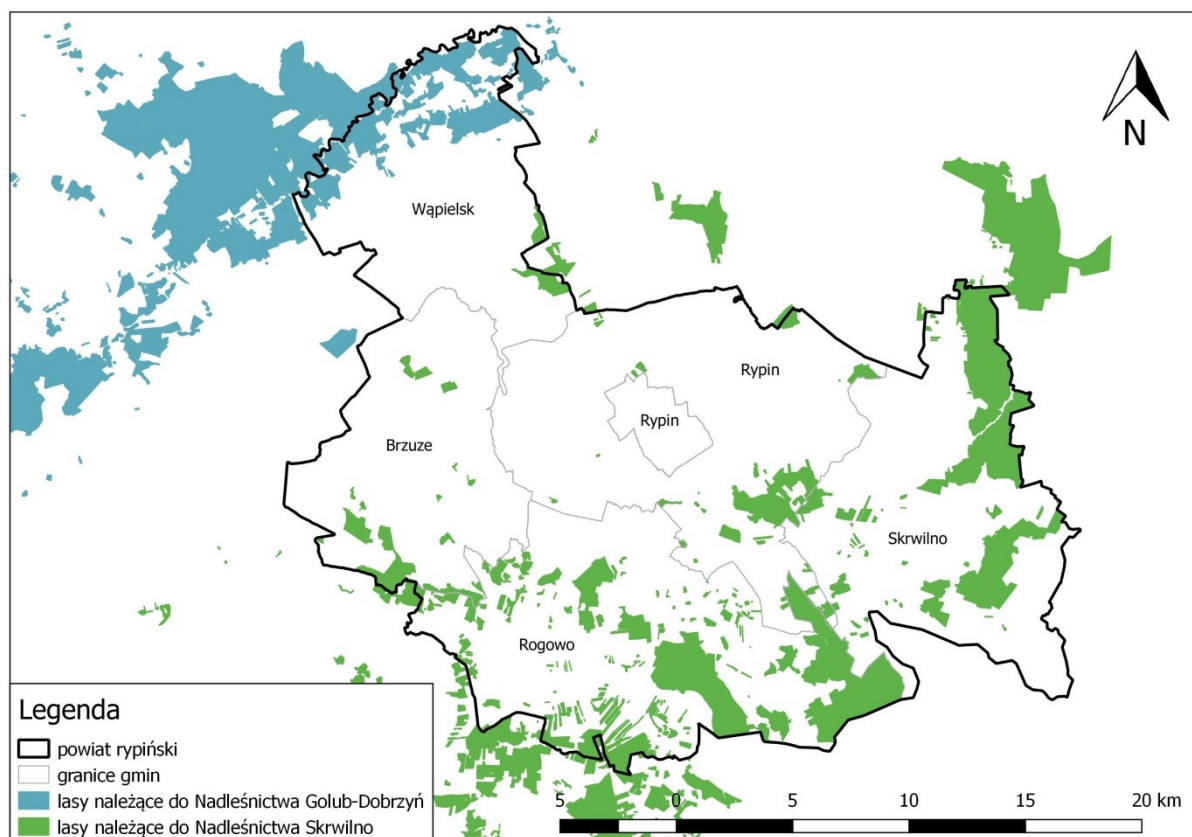 N
Wąpielsk
Rypin
Rypin
Brzuze
Skrwilno
Rogowo
Legenda
powiat rypiński
granice gmin
lasy należące do Nadleśnictwa Golub-Dobrzyń
lasy należące do Nadleśnictwa Skrwilno
5 0 5 10 15 20 km